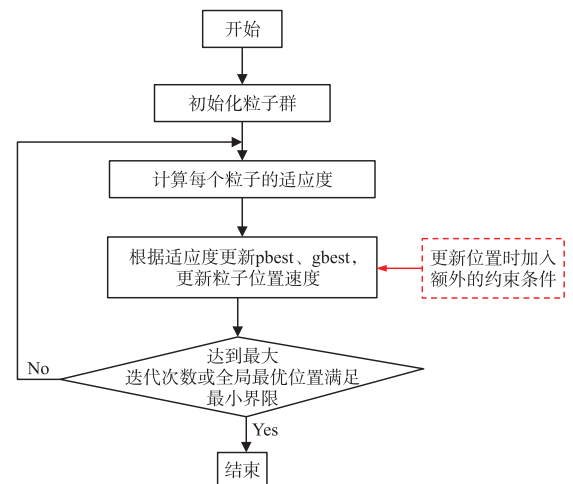 开始
初始化粒子群
计算每个粒子的适应度
根据适应度更新pbest、gbest，
更新粒子位置速度
更新位置时加入
额外的约束条件
达到最大
迭代次数或全局最优位置满足
最小界限
No
Yes
结束